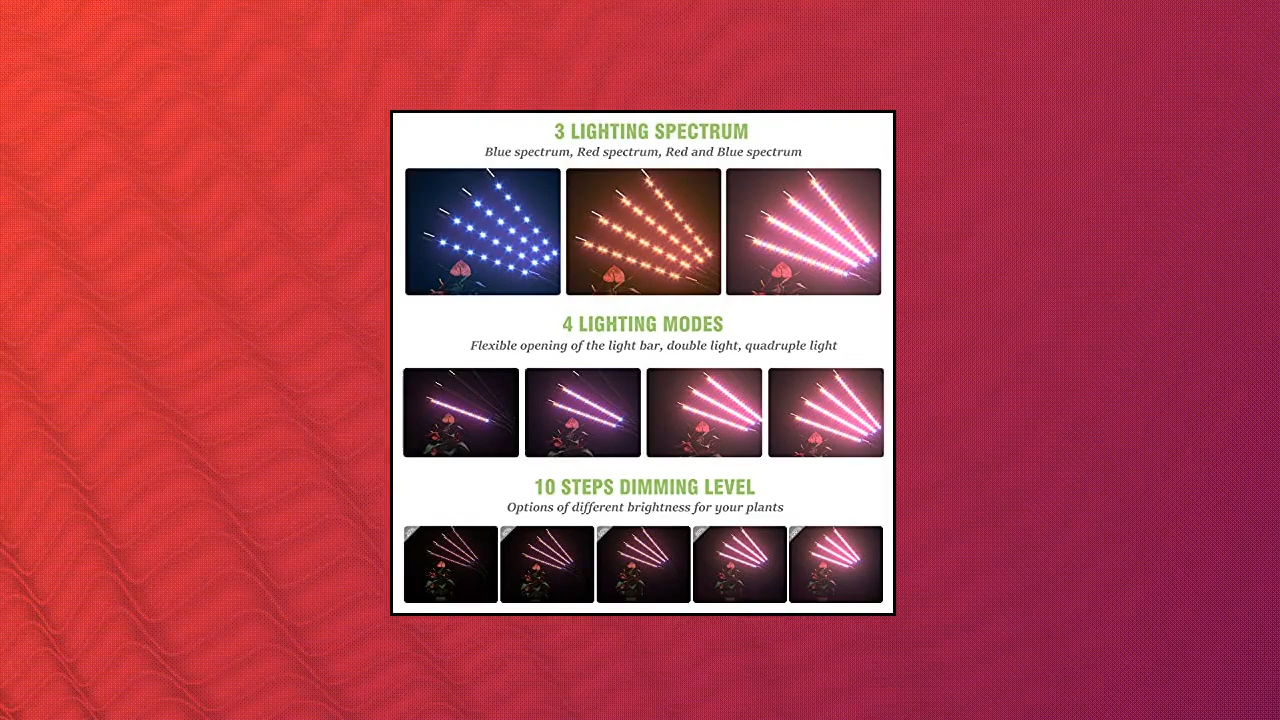 3 LIGHTING SPECTRUM
Blue spectrum, Red spectrum, Red and Blue spectrum
4 LIGHTING MODES
Flexible opening of the light bar, double light, quadruple light
10 STEPS DIMMING LEVEL
Options of different brightness for your plants